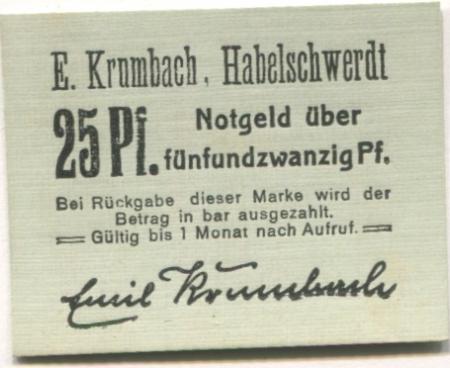 E. Krumbach, Habelschwerdt
25 Pf. Notgeld über
fünfundzwanzig Pf.
Bei Rückgabe dieser Marke wird der
Betrag in bar ausgezahlt.
Gültig bis 1 Monat nach Aufruf.
Emil Krumbach